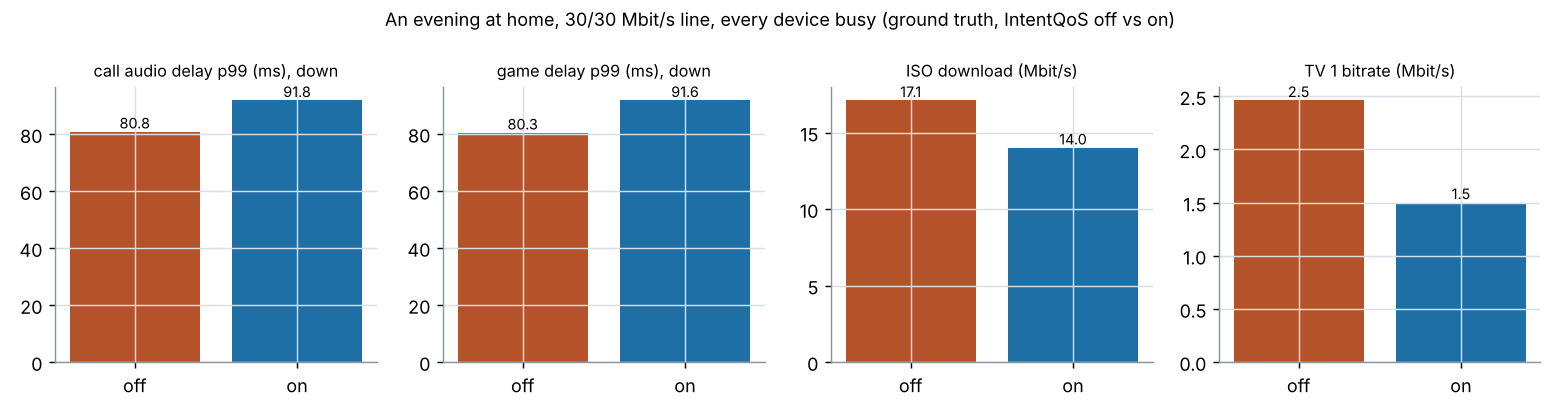 An evening at home, 30/30 Mbit/s line, every device busy (ground truth, IntentQoS off vs on)
call audio delay p99 (ms), down
80.8
91.8
80
60
40
20
0
off
on
game delay p99 (ms), down
80.3
91.6
80
60
40
20
0
off
on
ISO download (Mbit/s)
17.1
14.0
15
10
5
0
off
on
TV 1 bitrate (Mbit/s)
2.5
1.5
2.5
2.0
1.5
1.0
0.5
0.0
off
on